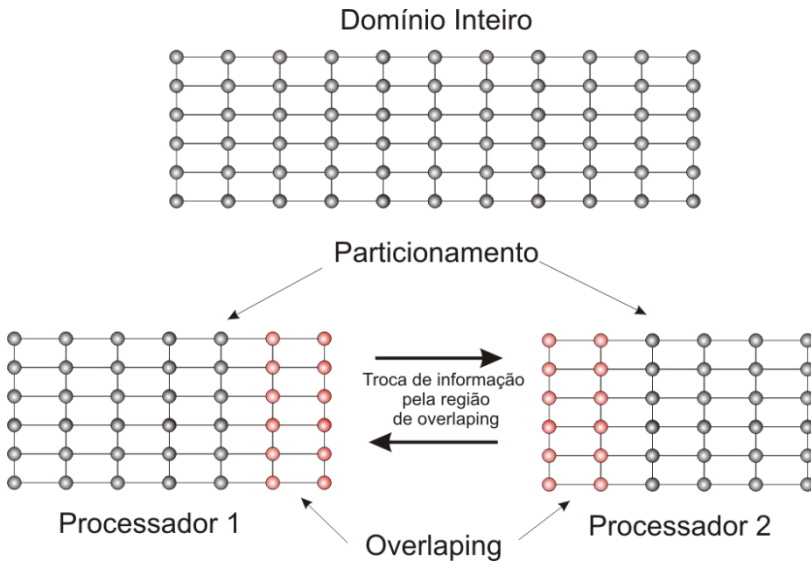 Domínio Inteiro
Particionamento
Troca de informação
pela região
de overlaping
Processador 1
Overlaping
Processador 2